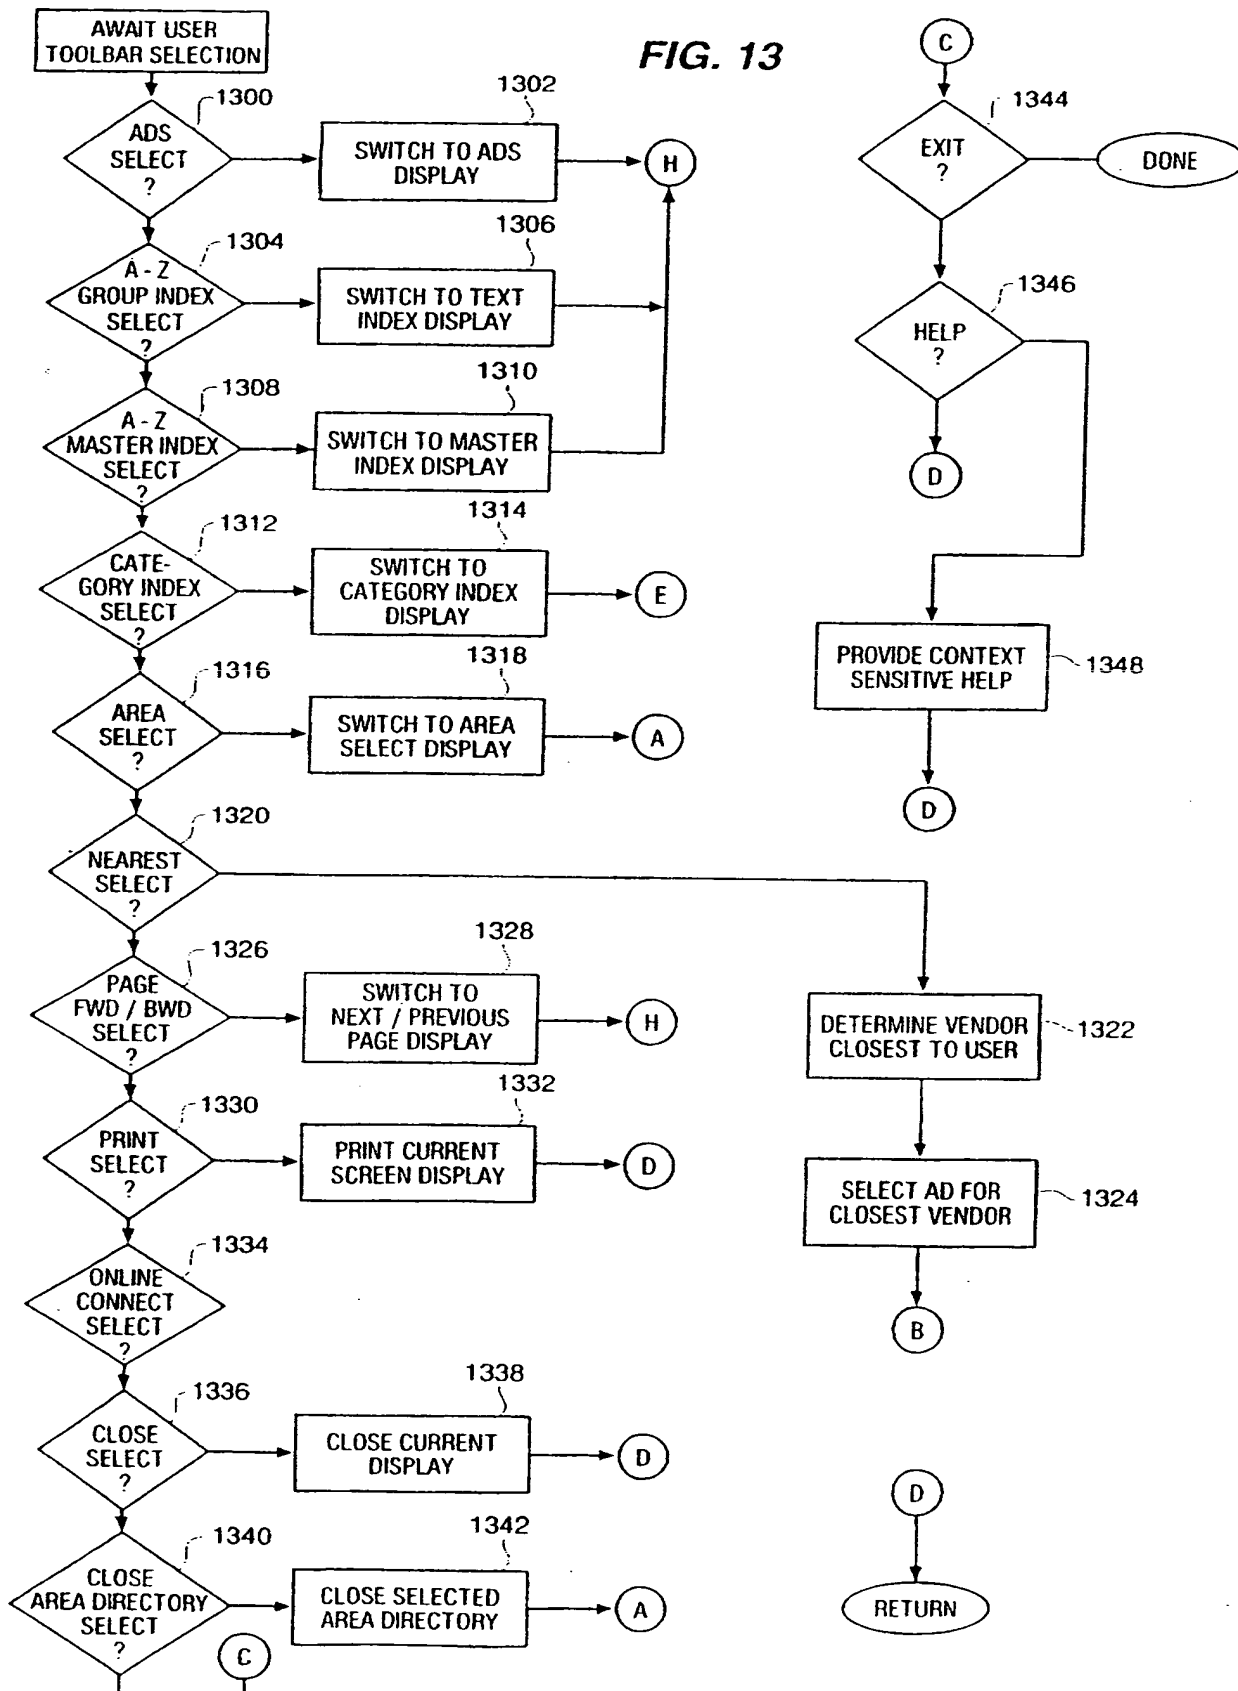 AWAIT USER
TOOLBAR SELECTION
FIG. 13
1300
ADS
SELECT
?
1302
SWITCH TO ADS
DISPLAY
H
1304
A - Z
GROUP INDEX
SELECT
?
1306
SWITCH TO TEXT
INDEX DISPLAY
1308
A - Z
MASTER INDEX
SELECT
?
1310
SWITCH TO MASTER
INDEX DISPLAY
1312
CATE-
GORY INDEX
SELECT
?
1314
SWITCH TO
CATEGORY INDEX
DISPLAY
E
1316
AREA
SELECT
?
1318
SWITCH TO AREA
SELECT DISPLAY
A
1320
NEAREST
SELECT
?
1326
PAGE
FWD / BWD
SELECT
?
1328
SWITCH TO
NEXT / PREVIOUS
PAGE DISPLAY
H
1330
PRINT
SELECT
?
1332
PRINT CURRENT
SCREEN DISPLAY
D
1334
ONLINE
CONNECT
SELECT
?
1336
CLOSE
SELECT
?
1338
CLOSE CURRENT
DISPLAY
D
1340
CLOSE
AREA DIRECTORY
SELECT
?
1342
CLOSE SELECTED
AREA DIRECTORY
A
C
C
1344
EXIT
?
DONE
1346
HELP
?
D
PROVIDE CONTEXT
SENSITIVE HELP
1348
D
DETERMINE VENDOR
CLOSEST TO USER
1322
SELECT AD FOR
CLOSEST VENDOR
1324
B
D
RETURN